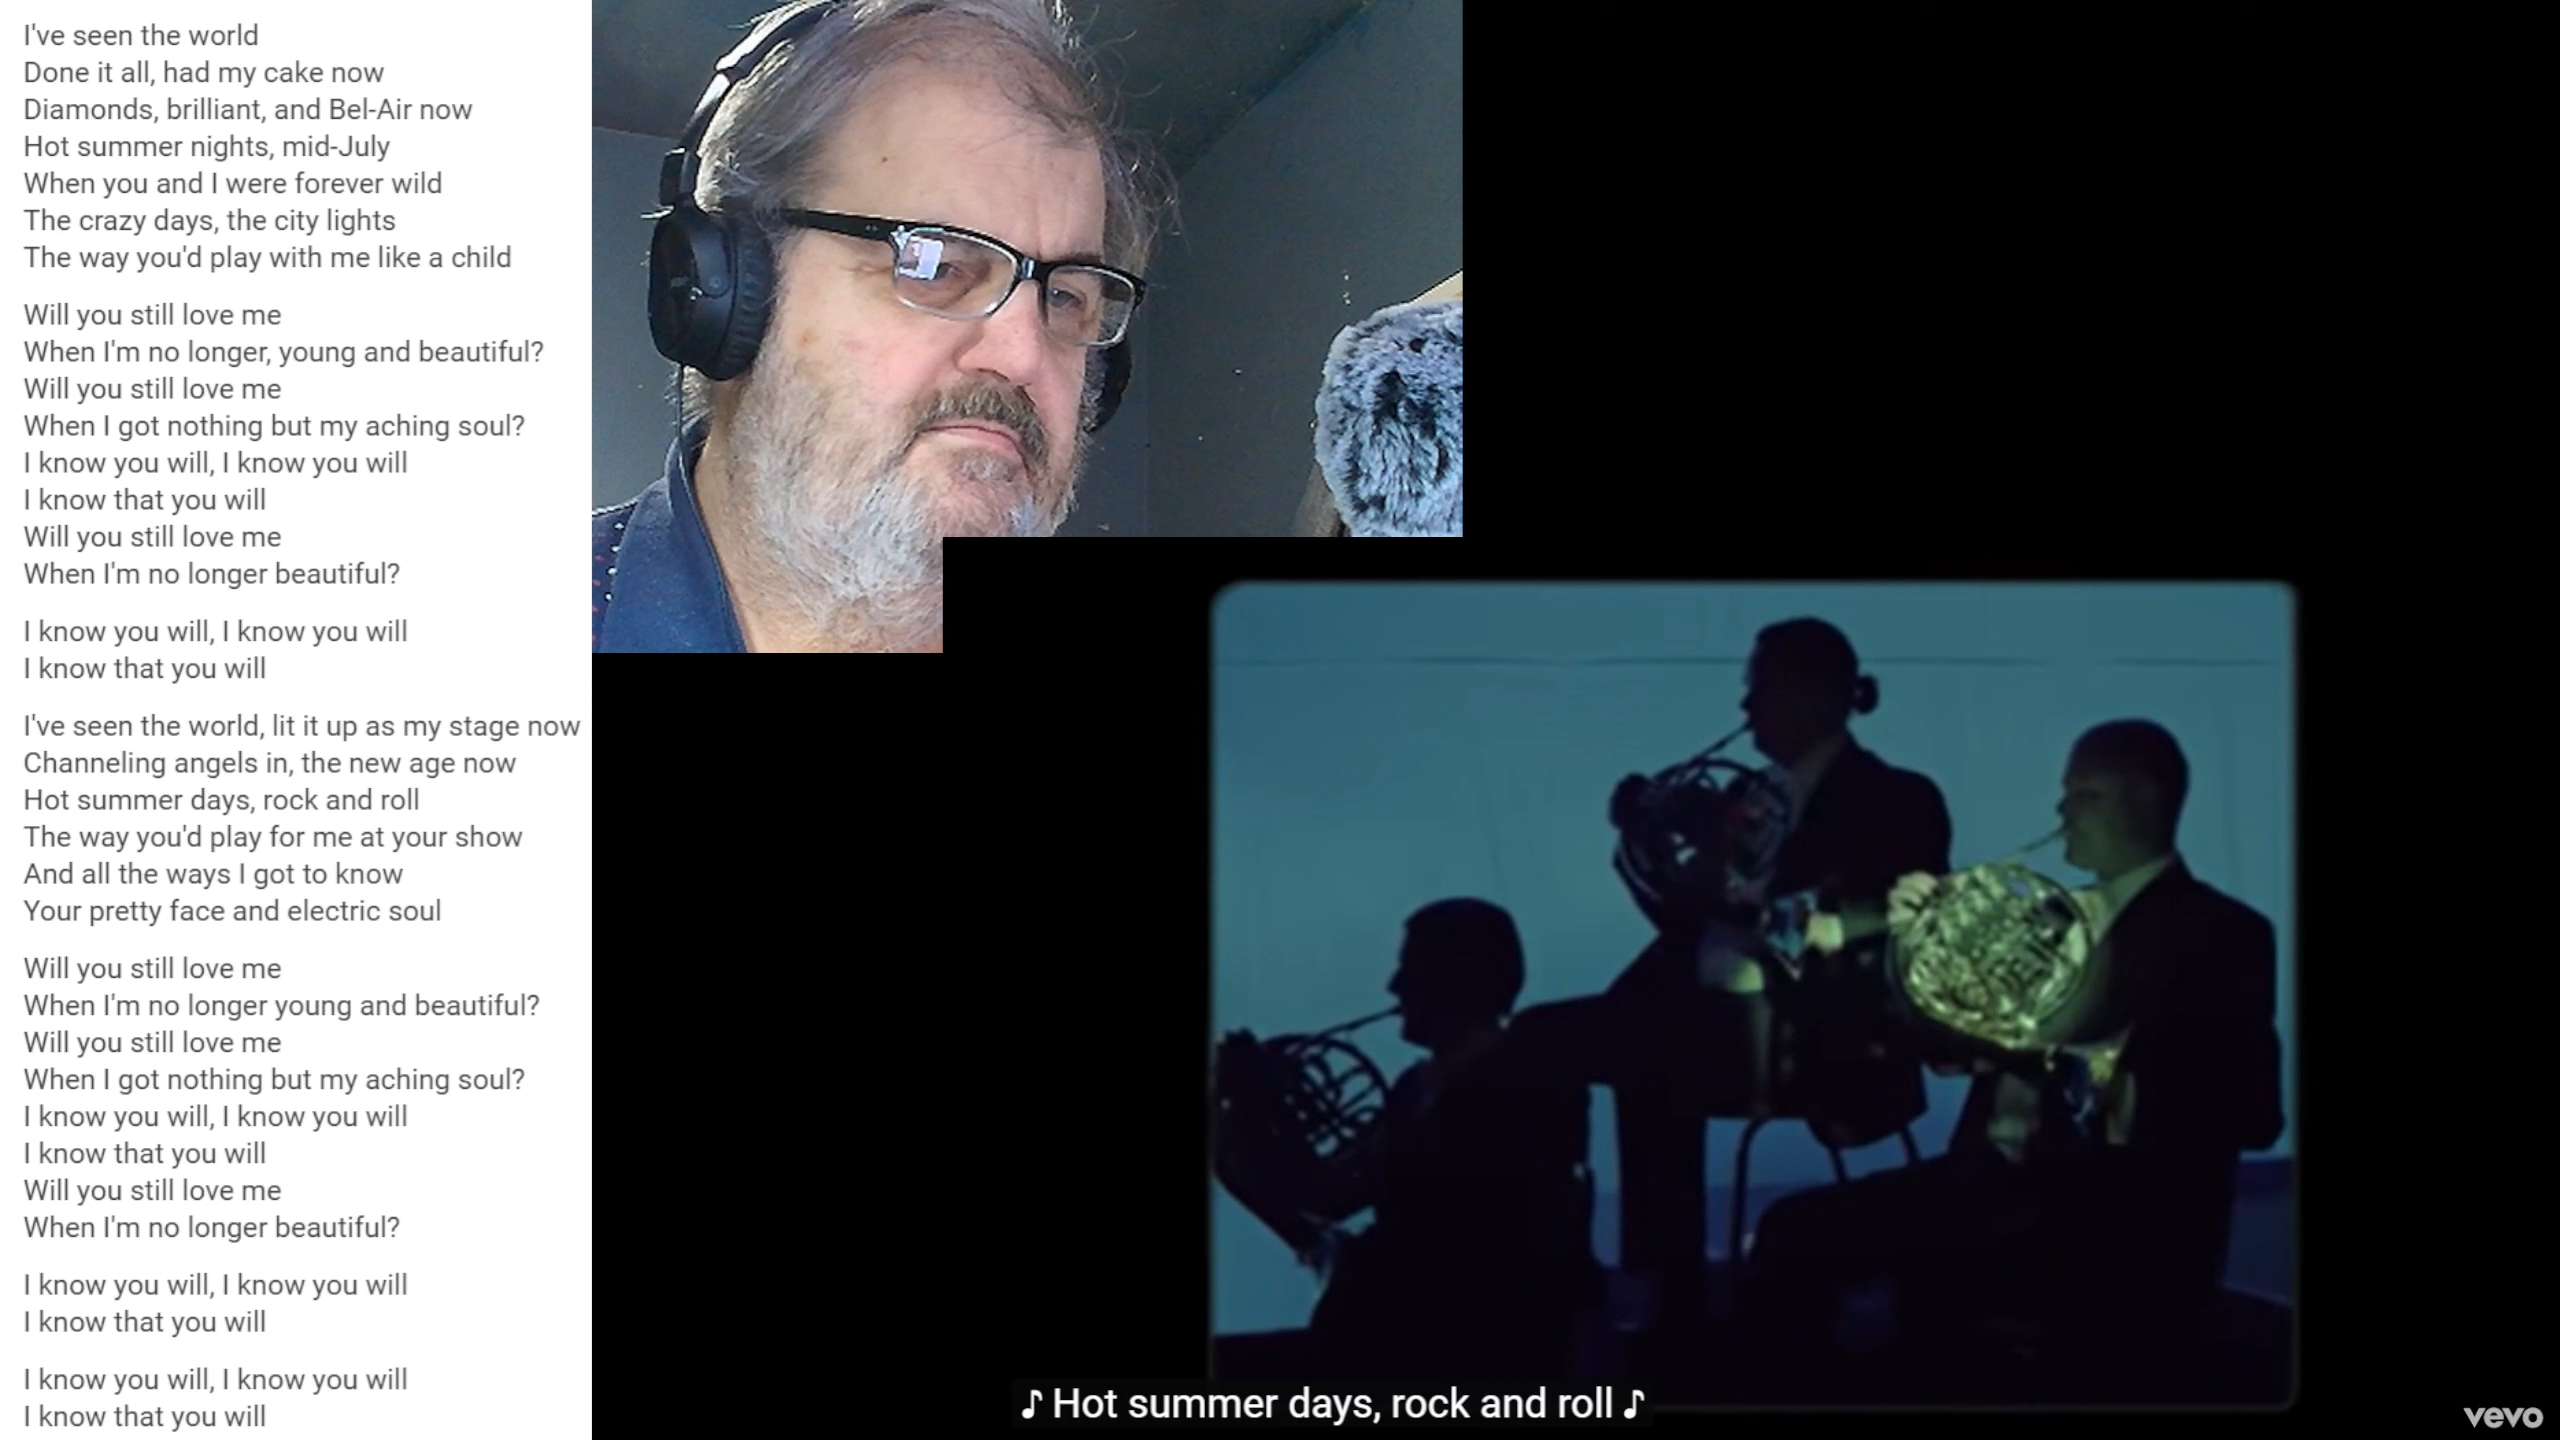 I've seen the world
Done it all, had my cake now
Diamonds, brilliant, and Bel-Air now
Hot summer nights, mid-July
When you and I were forever wild
The crazy days, the city lights
The way you'd play with me like a child
Will you still love me
When I'm no longer, young and beautiful?
Will you still love me
When I got nothing but my aching soul?
I know you will, I know you will
I know that you will
Will you still love me
When I'm no longer beautiful?
I know you will, I know you will
I know that you will
I've seen the world, lit it up as my stage now
Channeling angels in, the new age now
Hot summer days, rock and roll
The way you'd play for me at your show
And all the ways I got to know
Your pretty face and electric soul
Will you still love me
When I'm no longer young and beautiful?
Will you still love me
When I got nothing but my aching soul?
I know you will, I know you will
I know that you will
Will you still love me
When I'm no longer beautiful?
I know you will, I know you will
I know that you will
I know you will, I know you will
I know that you will
♪ Hot summer days, rock and roll ♪
vevo